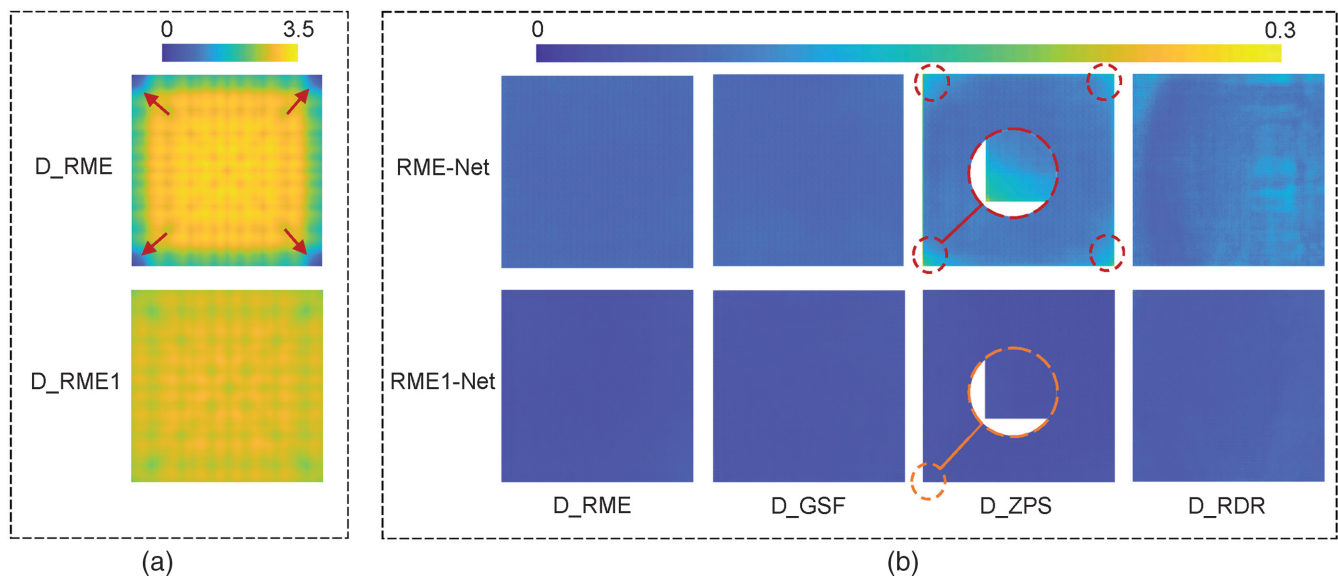 0 3.5
D_RME
D_RME1
(a)
0 0.3
RME-Net
RME1-Net
D_RME D_GSF D_ZPS D_RDR
(b)